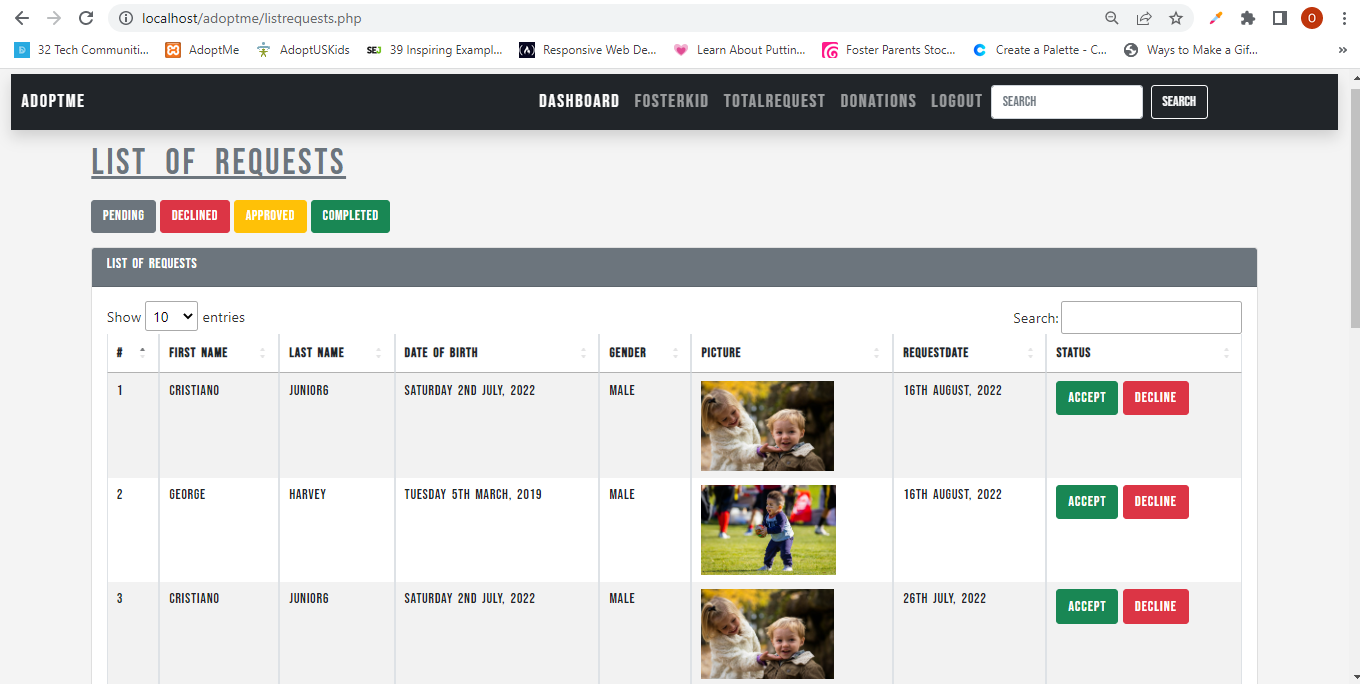 localhost/adoptme/listrequests.php
O
32 Tech Communiti... AdoptMe AdoptUSKids SEJ 39 Inspiring Exampl... Responsive Web De... Learn About Puttin... Foster Parents Stoc... Create a Palette - C... Ways to Make a Gif... »
ADOPTME DASHBOARD FOSTERKID TOTALREQUEST DONATIONS LOGOUT SEARCH SEARCH
LIST OF REQUESTS
PENDING DECLINED APPROVED COMPLETED
LIST OF REQUESTS
Show 10 entries Search:
# FIRST NAME LAST NAME DATE OF BIRTH GENDER PICTURE REQUESTDATE STATUS
1 CRISTIANO JUNIOR6 SATURDAY 2ND JULY, 2022 MALE 16TH AUGUST, 2022 ACCEPT DECLINE
2 GEORGE HARVEY TUESDAY 5TH MARCH, 2019 MALE 16TH AUGUST, 2022 ACCEPT DECLINE
3 CRISTIANO JUNIOR6 SATURDAY 2ND JULY, 2022 MALE 26TH JULY, 2022 ACCEPT DECLINE